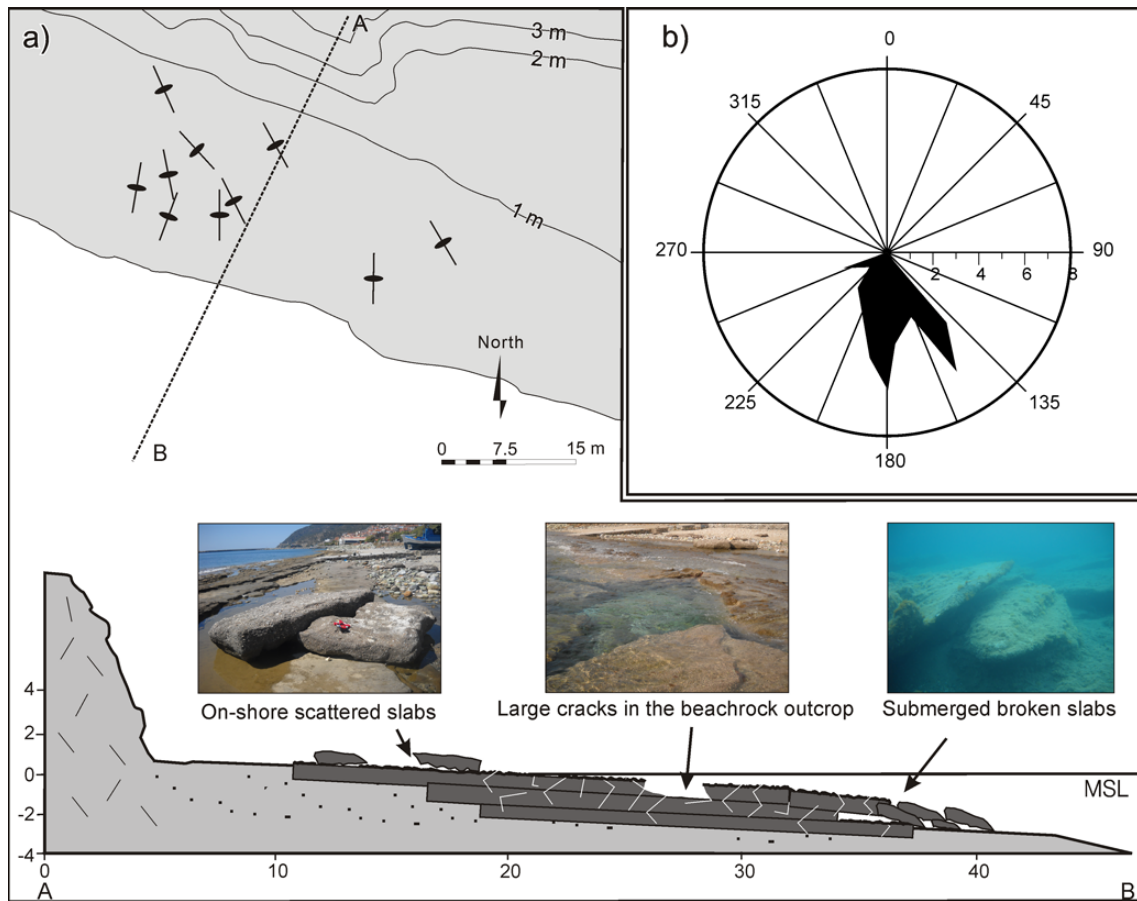 a)
A
3 m
2 m
1 m
North
B
0 7.5 15 m
b)
0
315 45
270 90
2 4 6 8
225 135
180
On-shore scattered slabs
Large cracks in the beachrock outcrop
Submerged broken slabs
4
2
0
-2
-4
MSL
0 10 20 30 40
A B